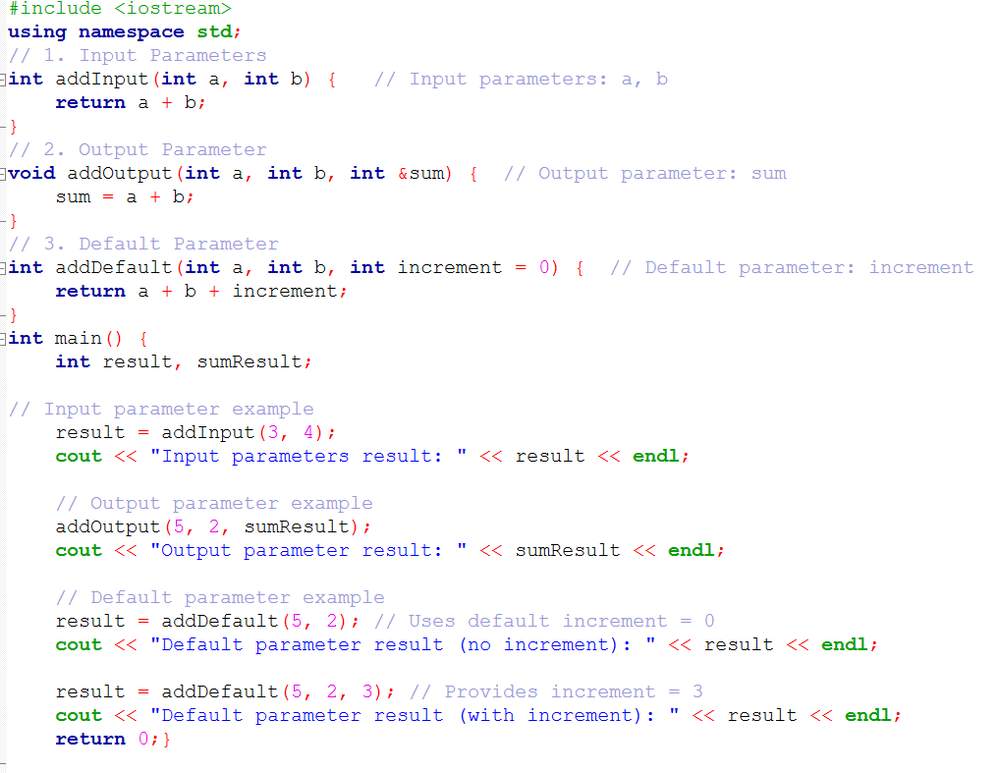 #include <iostream>
using namespace std;
// 1. Input Parameters
int addInput(int a, int b) {   // Input parameters: a, b
    return a + b;
}
// 2. Output Parameter
void addOutput(int a, int b, int &sum) {  // Output parameter: sum
    sum = a + b;
}
// 3. Default Parameter
int addDefault(int a, int b, int increment = 0) {  // Default parameter: increment
    return a + b + increment;
}
int main() {
    int result, sumResult;

// Input parameter example
    result = addInput(3, 4);
    cout << "Input parameters result: " << result << endl;

    // Output parameter example
    addOutput(5, 2, sumResult);
    cout << "Output parameter result: " << sumResult << endl;

    // Default parameter example
    result = addDefault(5, 2); // Uses default increment = 0
    cout << "Default parameter result (no increment): " << result << endl;

    result = addDefault(5, 2, 3); // Provides increment = 3
    cout << "Default parameter result (with increment): " << result << endl;
    return 0;}